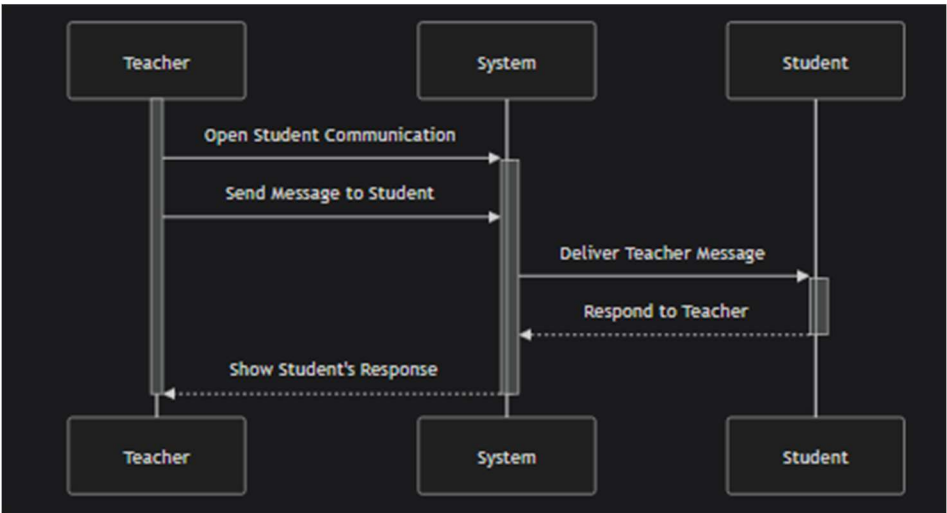 Teacher
System
Student
Open Student Communication
Send Message to Student
Deliver Teacher Message
Respond to Teacher
Show Student's Response
Teacher
System
Student